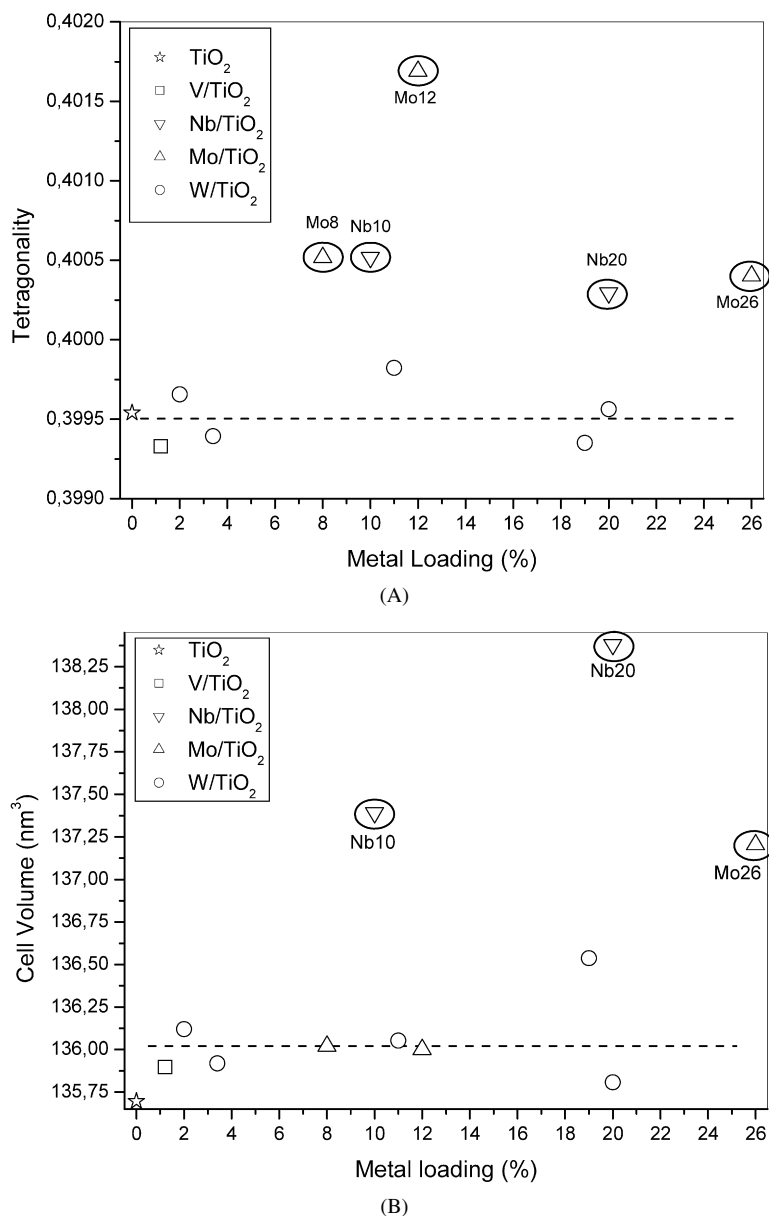 0,4020
0,4015
0,4010
0,4005
0,4000
0,3995
0,3990
Tetragonality
TiO2
V/TiO2
Nb/TiO2
Mo/TiO2
W/TiO2
Mo12
Mo8
Nb10
Nb20
Mo26
0 2 4 6 8 10 12 14 16 18 20 22 24 26
Metal Loading (%)
(A)
138,25
138,00
137,75
137,50
137,25
137,00
136,75
136,50
136,25
136,00
135,75
Cell Volume (nm3)
TiO2
V/TiO2
Nb/TiO2
Mo/TiO2
W/TiO2
Nb20
Nb10
Mo26
0 2 4 6 8 10 12 14 16 18 20 22 24 26
Metal loading (%)
(B)